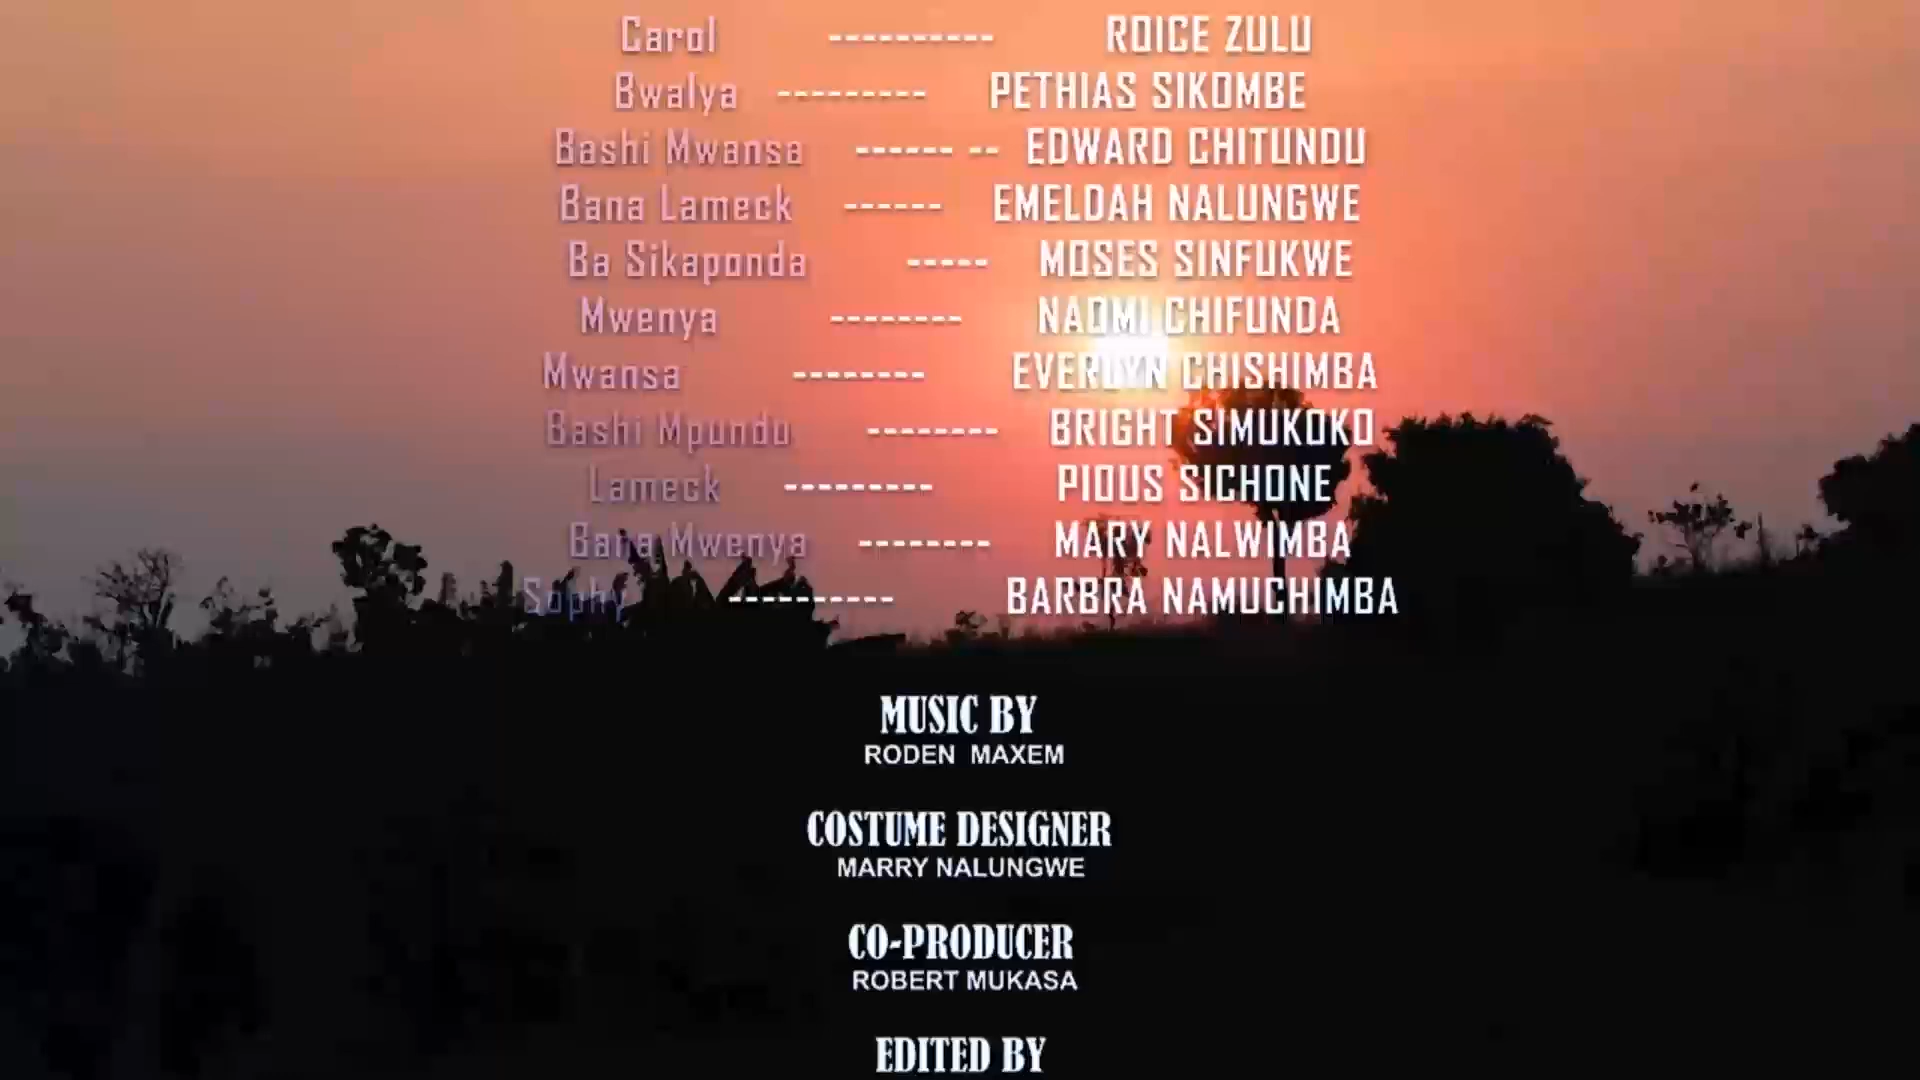 Carol ---------- ROICE ZULU
Bwalya --------- PETHIAS SIKOMBE
Bashi Mwansa ------ -- EDWARD CHITUNDU
Bana Lameck ------ EMELDAH NALUNGWE
Ba Sikaponda ----- MOSES SINFUKWE
Mwenya -------- NAOMI CHIFUNDA
Mwansa -------- EVERLYN CHISHIMBA
Bashi Mpundu -------- BRIGHT SIMUKOKO
Lameck --------- PIOUS SICHONE
Bana Mwenya -------- MARY NALWIMBA
Sophy ---------- BARBRA NAMUCHIMBA
MUSIC BY
RODEN MAXEM
COSTUME DESIGNER
MARRY NALUNGWE
CO-PRODUCER
ROBERT MUKASA
EDITED BY